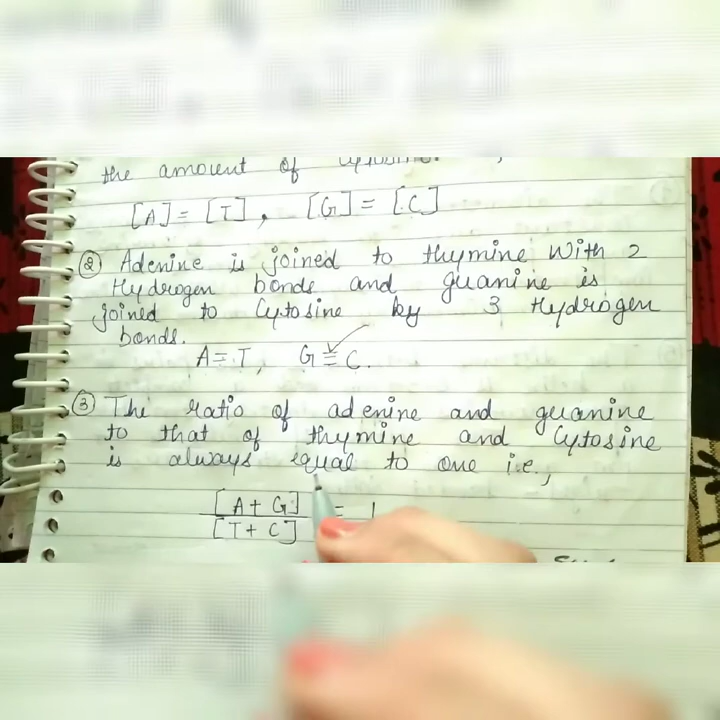 the amount of cytosine.
[A] = [T], [G] = [C]
② Adenine is joined to thymine with 2
Hydrogen bonds and guanine is
joined to Cytosine by 3 Hydrogen
bonds.
A = T, G ≡ C.
③ The ratio of adenine and guanine
to that of thymine and Cytosine
is always equal to one i.e.,
[A + G]
[T + C]
= 1